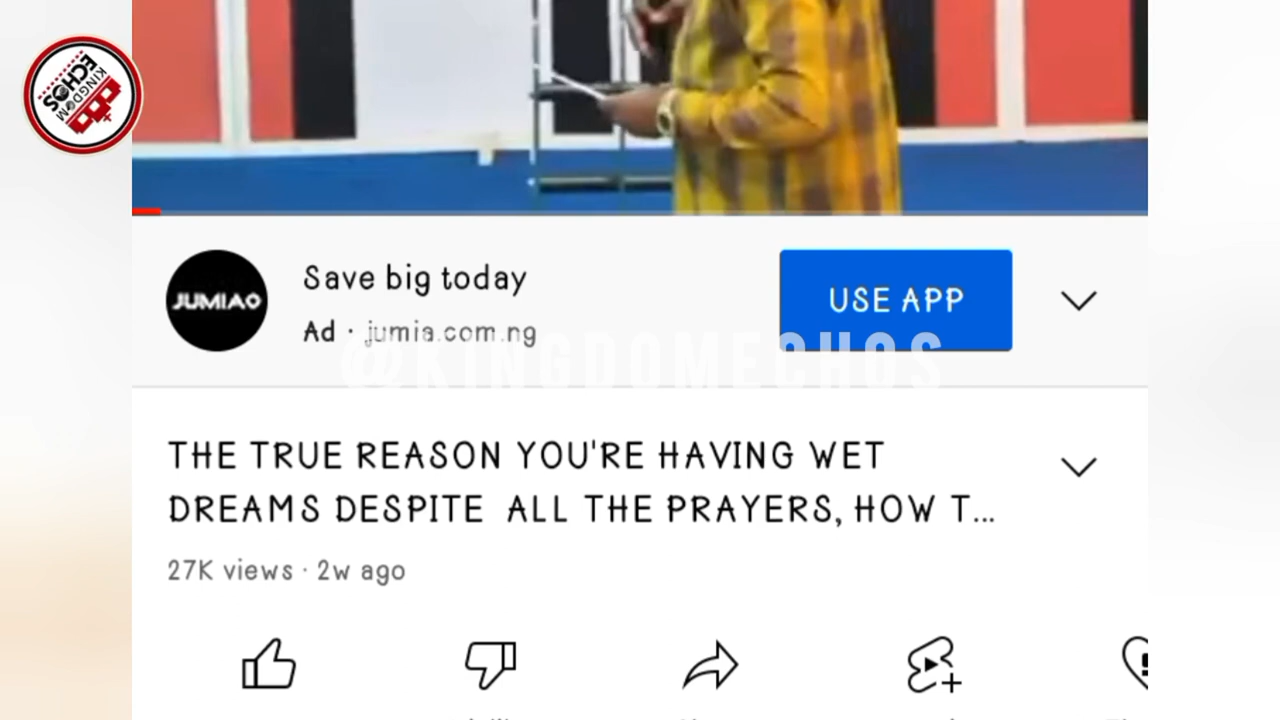 KINGDOM
ECHOS
JUMIA
Save big today
Ad · jumia.com.ng
USE APP
@KINGDOMECHOS
THE TRUE REASON YOU'RE HAVING WET
DREAMS DESPITE ALL THE PRAYERS, HOW T...
27K views · 2w ago